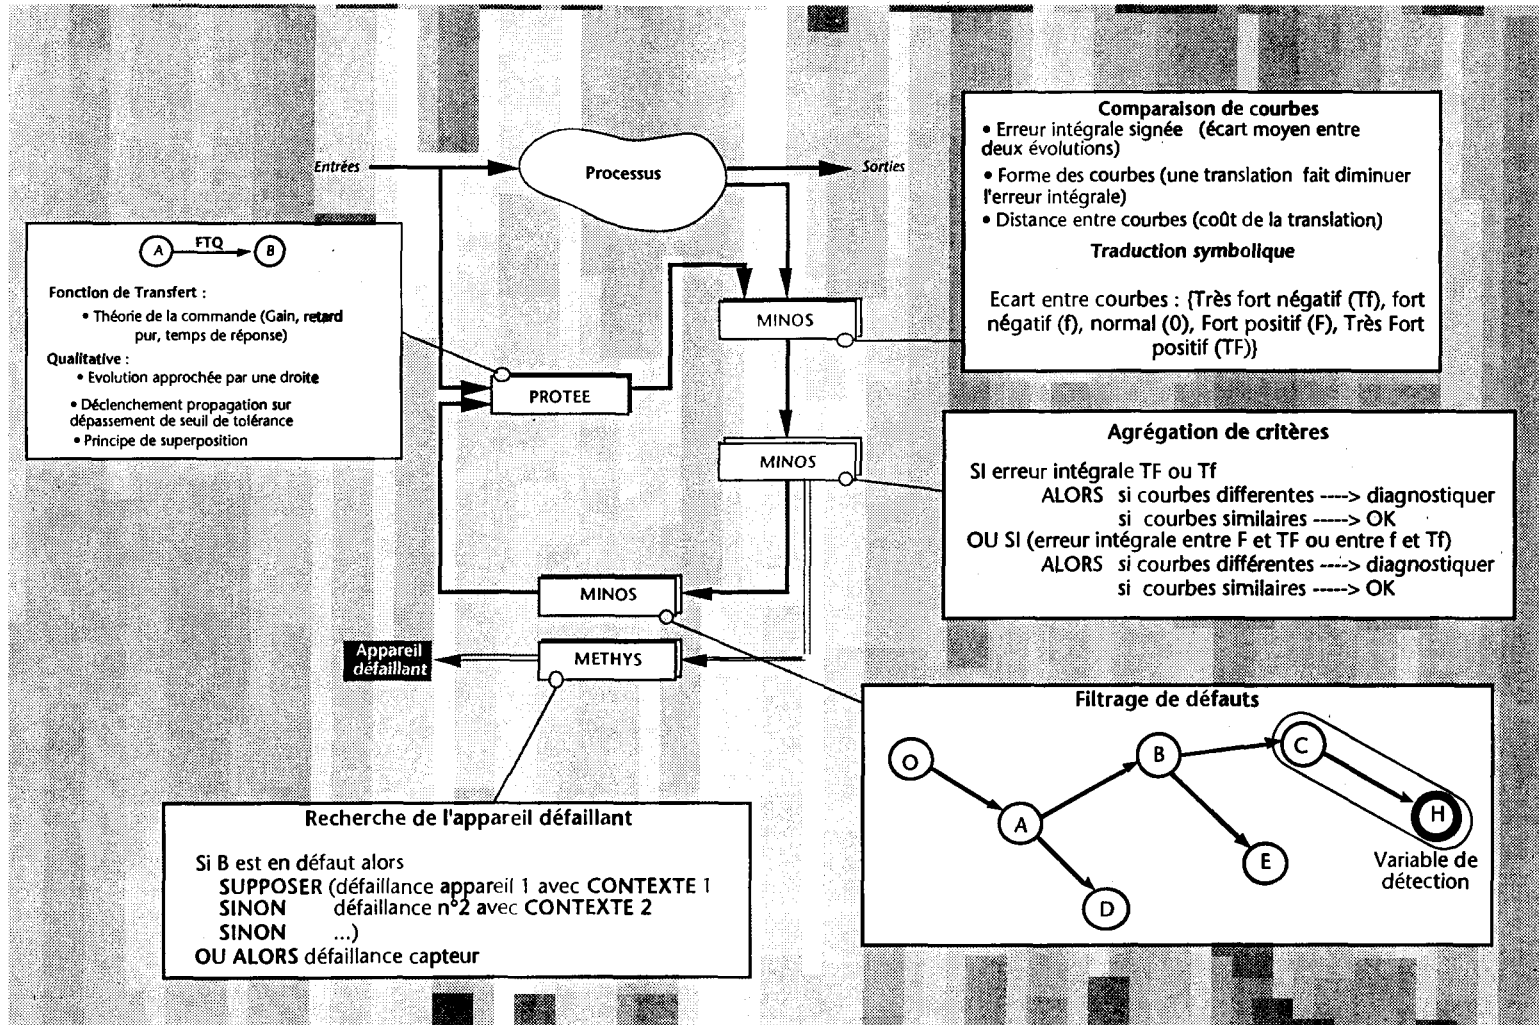 Comparaison de courbes
• Erreur intégrale signée (écart moyen entre
deux évolutions)
• Forme des courbes (une translation fait diminuer
l'erreur intégrale)
• Distance entre courbes (coût de la translation)
Traduction symbolique
Ecart entre courbes : {Très fort négatif (Tf), fort
négatif (f), normal (0), Fort positif (F), Très Fort
positif (TF)}
Entrées
Processus
Sorties
A
FTQ
B
Fonction de Transfert :
• Théorie de la commande (Gain, retard
pur, temps de réponse)
Qualitative :
• Evolution approchée par une droite
• Déclenchement propagation sur
dépassement de seuil de tolérance
• Principe de superposition
MINOS
PROTEE
MINOS
Agrégation de critères
SI erreur intégrale TF ou Tf
ALORS si courbes differentes ----> diagnostiquer
si courbes similaires -----> OK
OU SI (erreur intégrale entre F et TF ou entre f et Tf)
ALORS si courbes différentes ----> diagnostiquer
si courbes similaires -----> OK
MINOS
METHYS
Appareil
défaillant
Filtrage de défauts
O
A
B
C
D
E
H
Variable de
détection
Recherche de l'appareil défaillant
Si B est en défaut alors
SUPPOSER (défaillance appareil 1 avec CONTEXTE 1
SINON défaillance n°2 avec CONTEXTE 2
SINON ...)
OU ALORS défaillance capteur